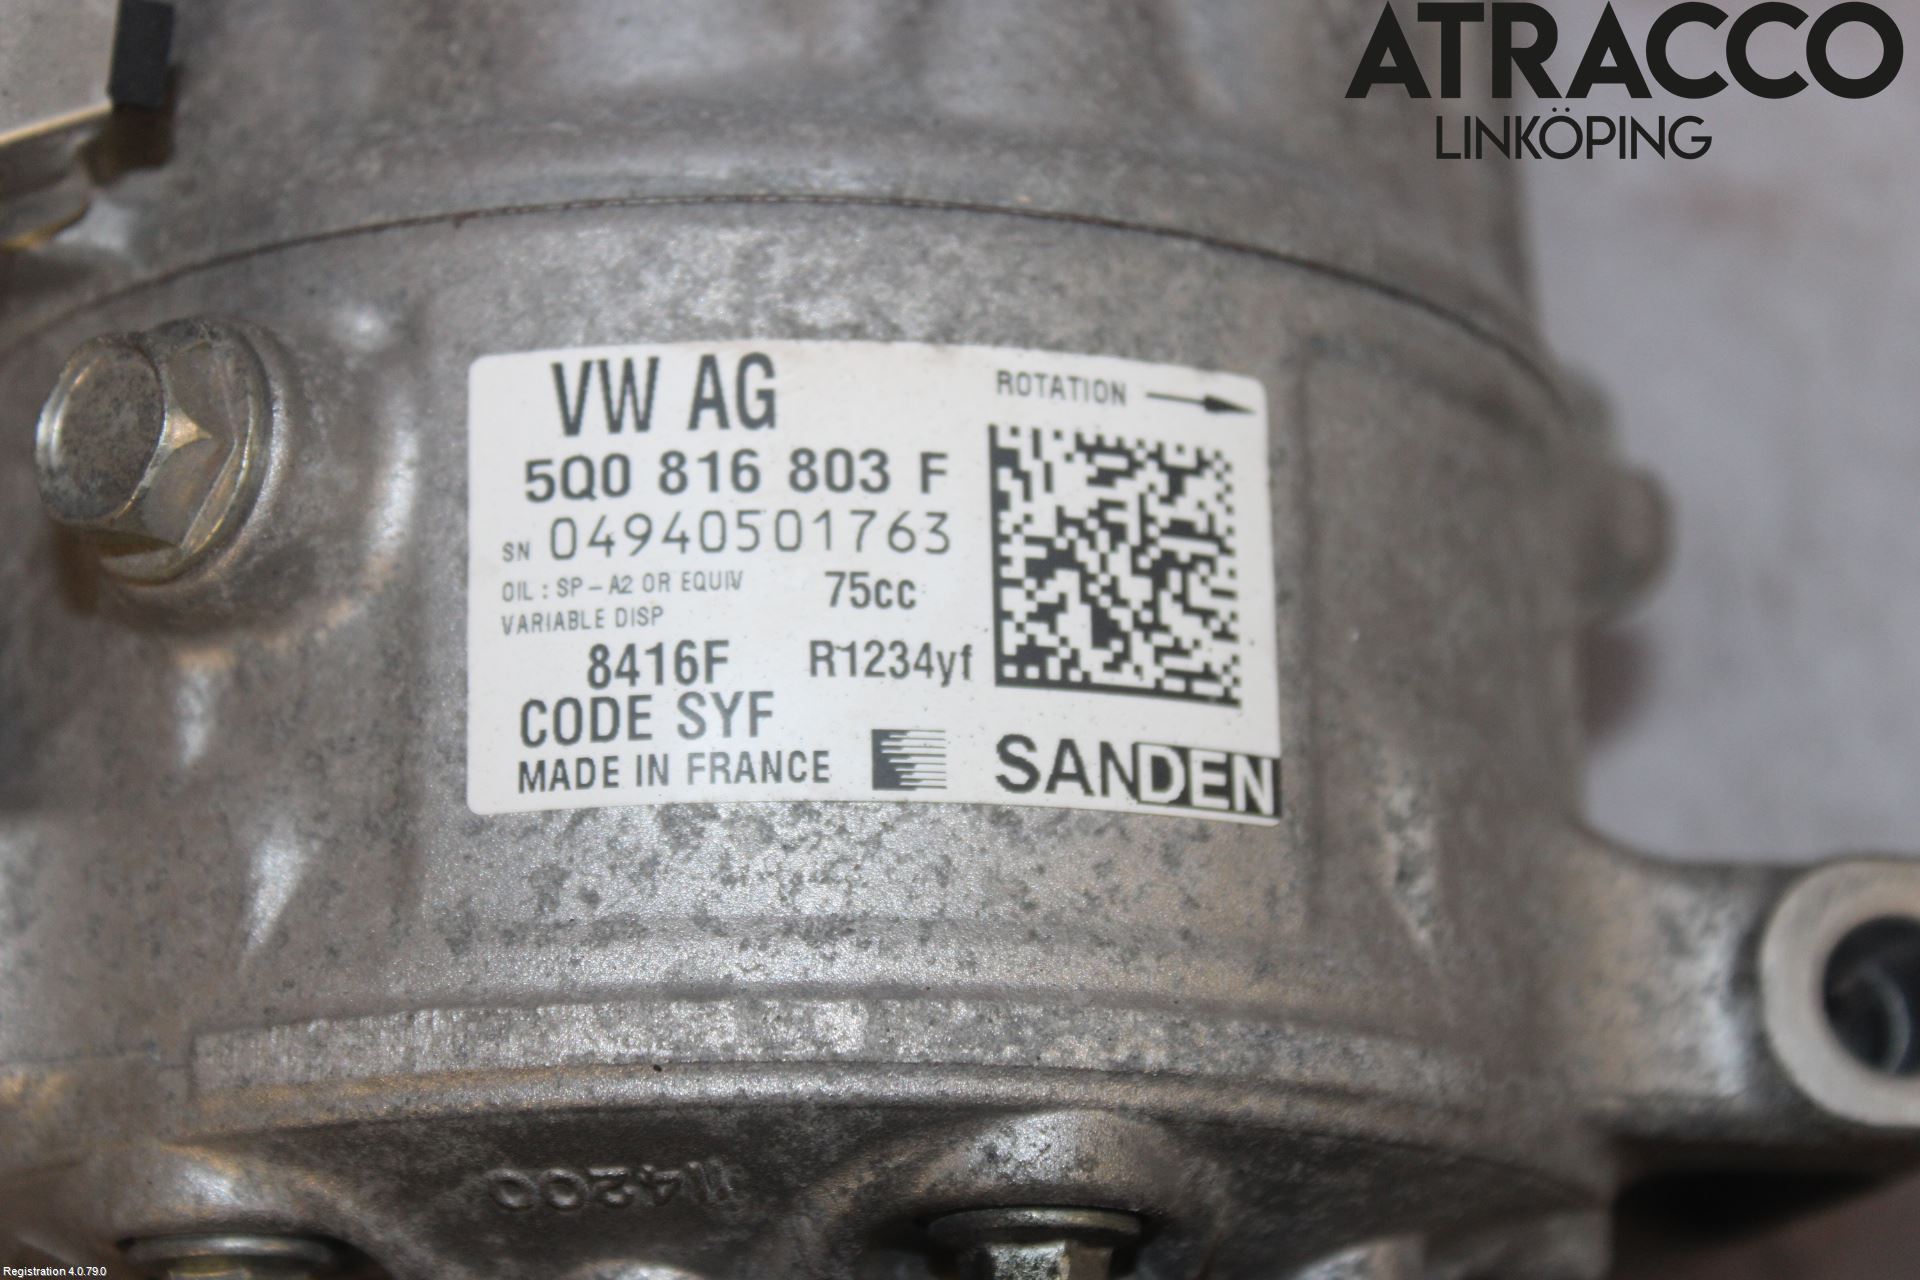 ATRACCO
LINKÖPING
VW AG
ROTATION
5Q0 816 803 F
SN 04940501763
OIL : SP-A2 OR EQUIV 75cc
VARIABLE DISP
8416F R1234yf
CODE SYF
MADE IN FRANCE
SANDEN
114200
Registration 4.0.79.0